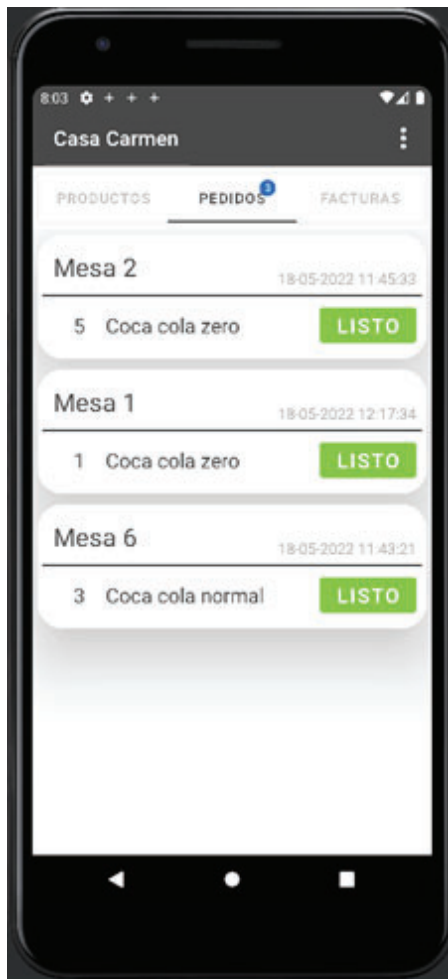 8:03
Casa Carmen
PRODUCTOS PEDIDOS 3 FACTURAS
Mesa 2 18-05-2022 11:45:33
5 Coca cola zero LISTO
Mesa 1 18-05-2022 12:17:34
1 Coca cola zero LISTO
Mesa 6 18-05-2022 11:43:21
3 Coca cola normal LISTO